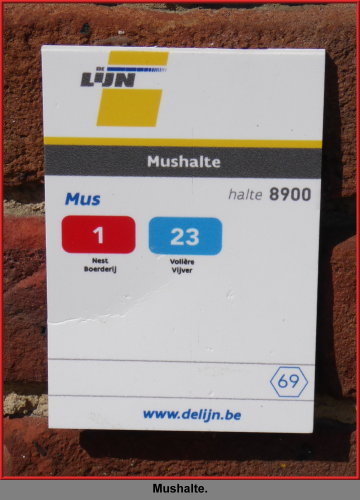 DE
LIJN
Mushalte
Mus
halte 8900
1
23
Nest
Boerderij
Volière
Vijver
69
www.delijn.be
Mushalte.